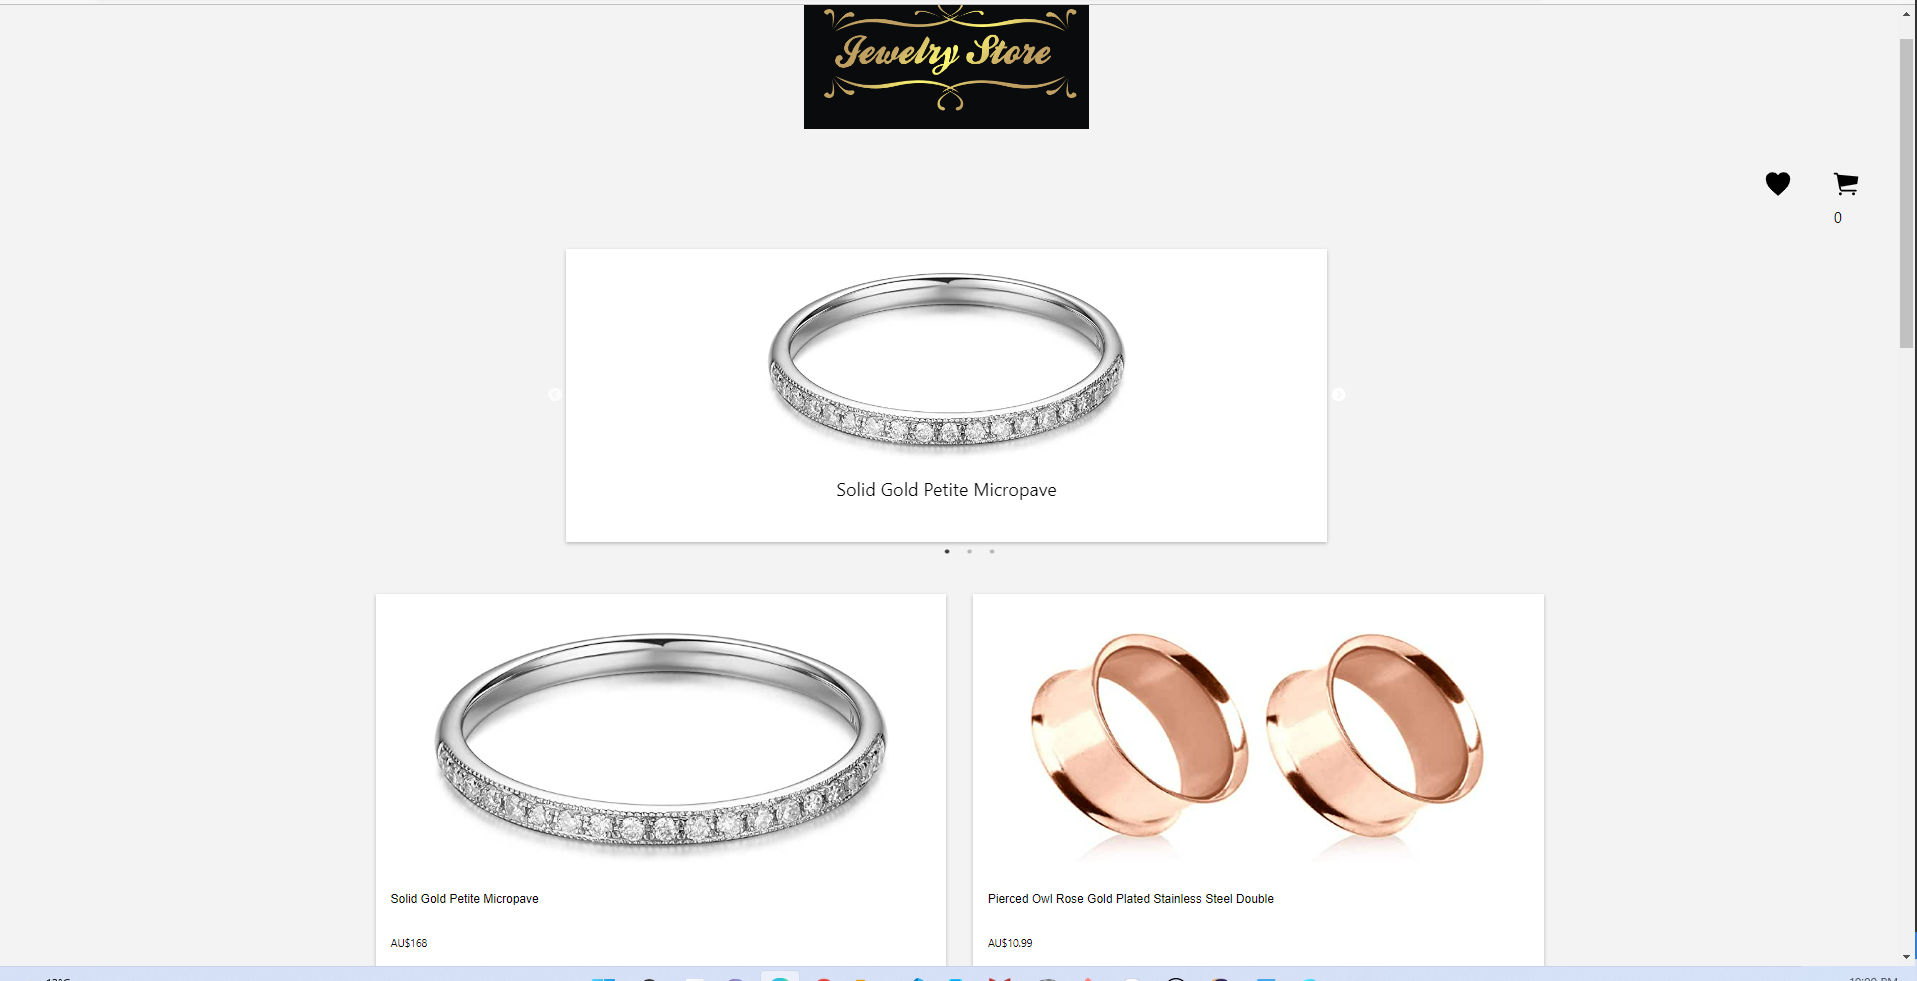 Jewelry Store
0
Solid Gold Petite Micropave
Solid Gold Petite Micropave
Pierced Owl Rose Gold Plated Stainless Steel Double
AU$168
AU$10.99